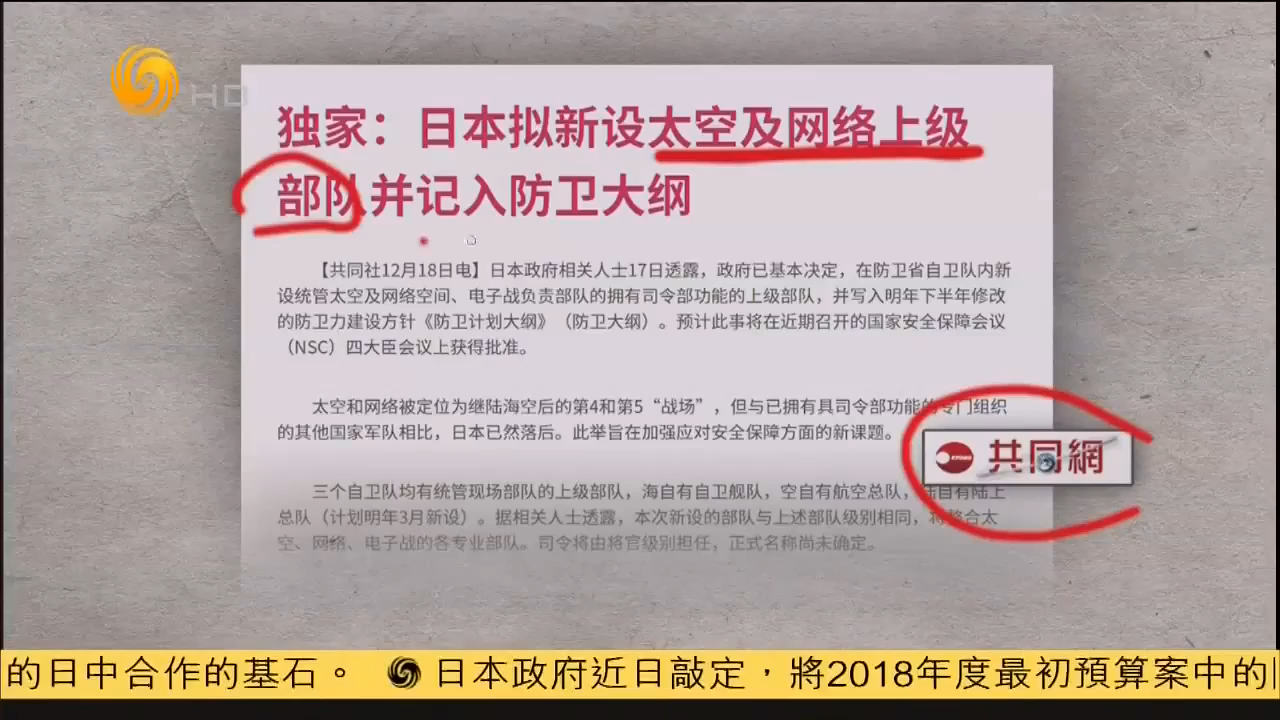 HD
独家：日本拟新设太空及网络上级
部队并记入防卫大纲
【共同社12月18日电】日本政府相关人士17日透露，政府已基本决定，在防卫省自卫队内新
设统管太空及网络空间、电子战负责部队的拥有司令部功能的上级部队，并写入明年下半年修改
的防卫力建设方针《防卫计划大纲》（防卫大纲）。预计此事将在近期召开的国家安全保障会议
（NSC）四大臣会议上获得批准。
太空和网络被定位为继陆海空后的第4和第5“战场”，但与已拥有具司令部功能的专门组织
的其他国家军队相比，日本已然落后。此举旨在加强应对安全保障方面的新课题。
共同網
三个自卫队均有统管现场部队的上级部队，海自有自卫舰队，空自有航空总队，陆自有陆上
总队（计划明年3月新设）。据相关人士透露，本次新设的部队与上述部队级别相同，将整合太
空、网络、电子战的各专业部队。司令将由将官级别担任，正式名称尚未确定。
的日中合作的基石。 日本政府近日敲定，將2018年度最初預算案中的